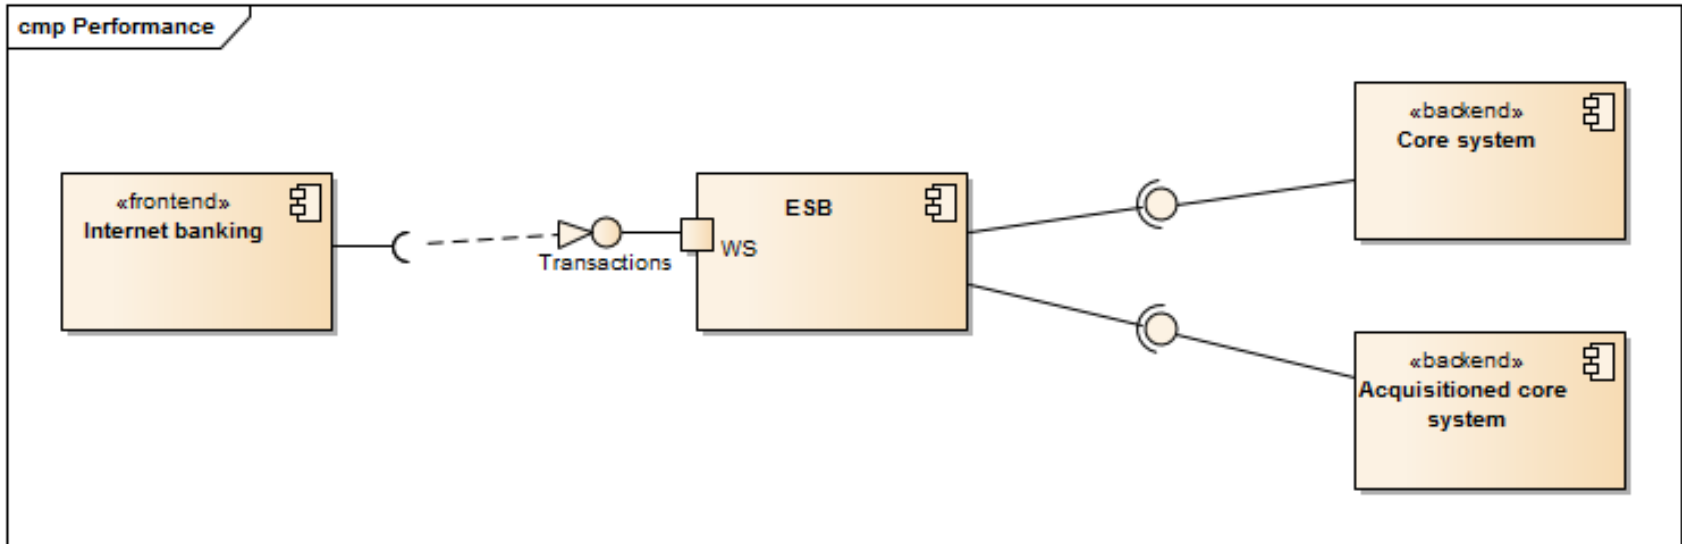 cmp Performance
«frontend»
Internet banking
Transactions
WS
ESB
«backend»
Core system
«backend»
Acquisitioned core
system